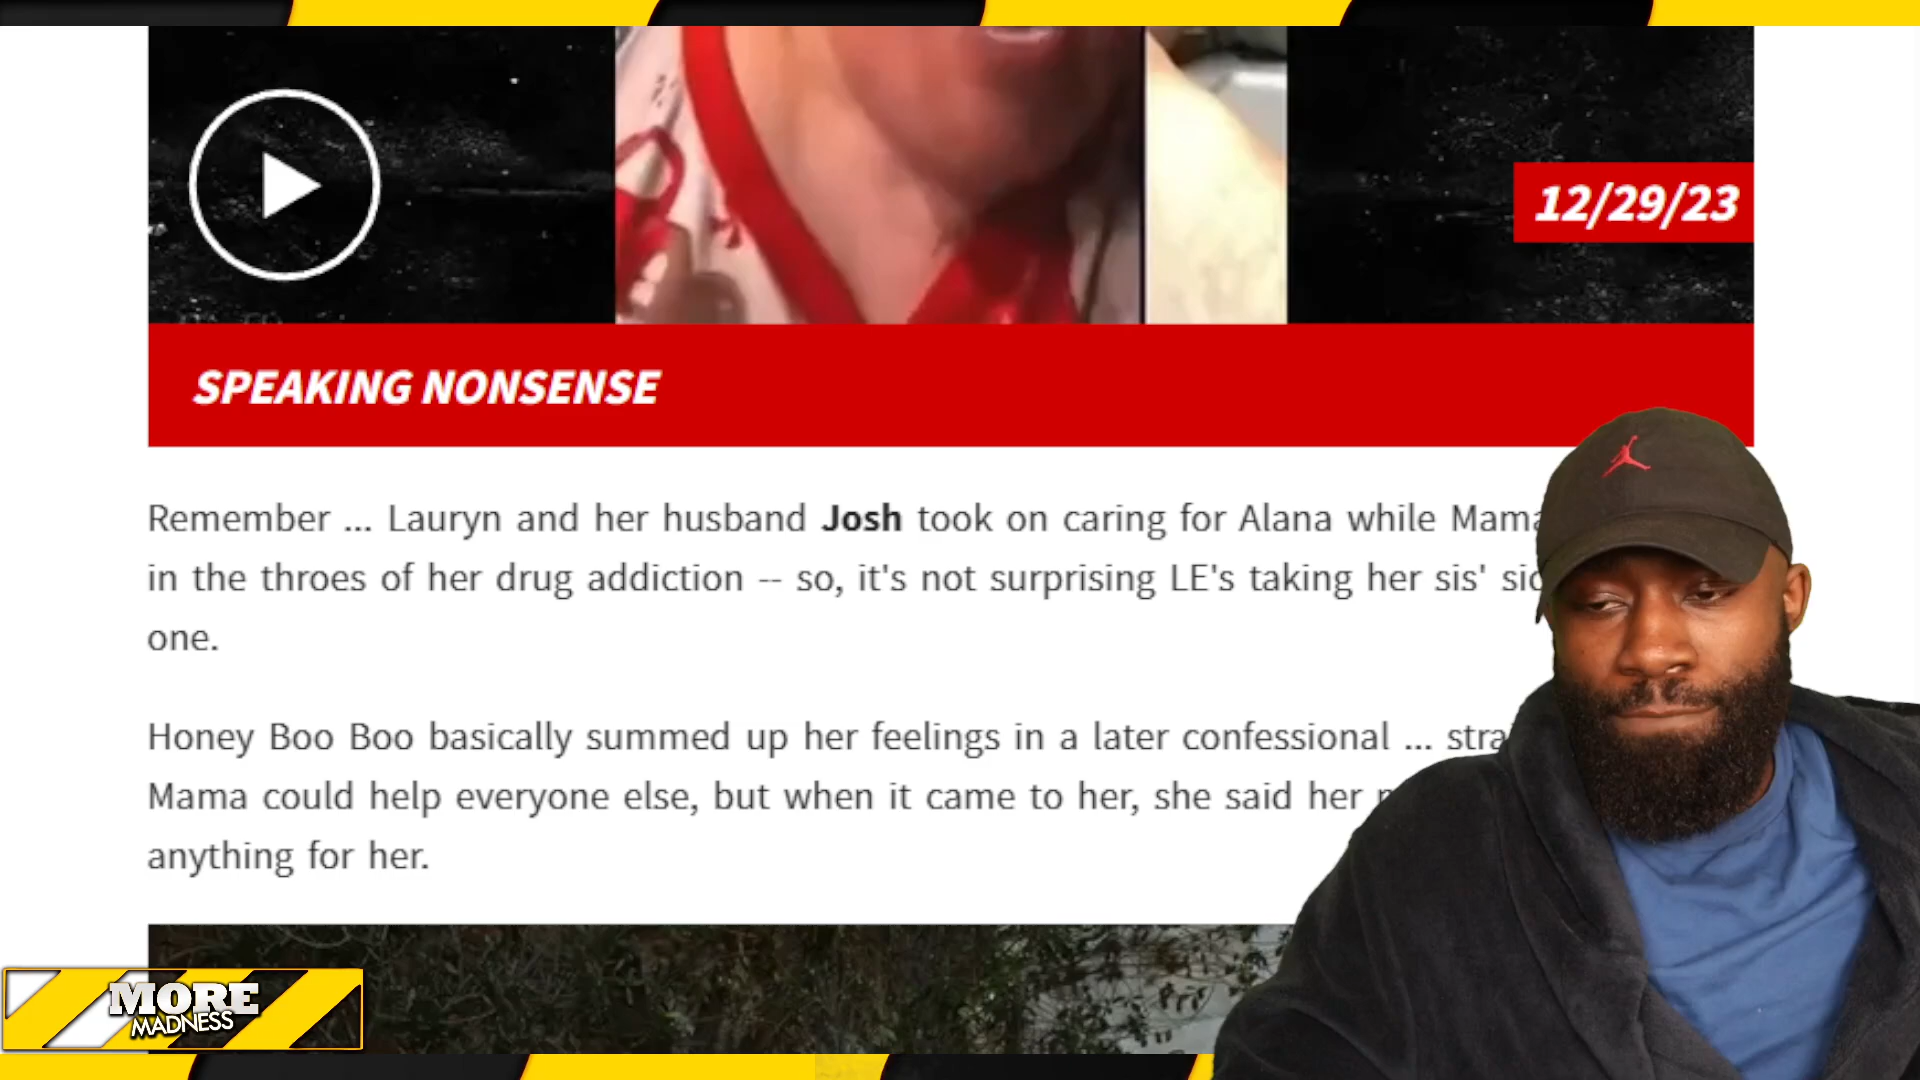 12/29/23
SPEAKING NONSENSE
Remember ... Lauryn and her husband Josh took on caring for Alana while Mama
in the throes of her drug addiction -- so, it's not surprising LE's taking her sis'
one.
Honey Boo Boo basically summed up her feelings in a later confessional ...
Mama could help everyone else, but when it came to her, she said her
anything for her.
MORE
MADNESS